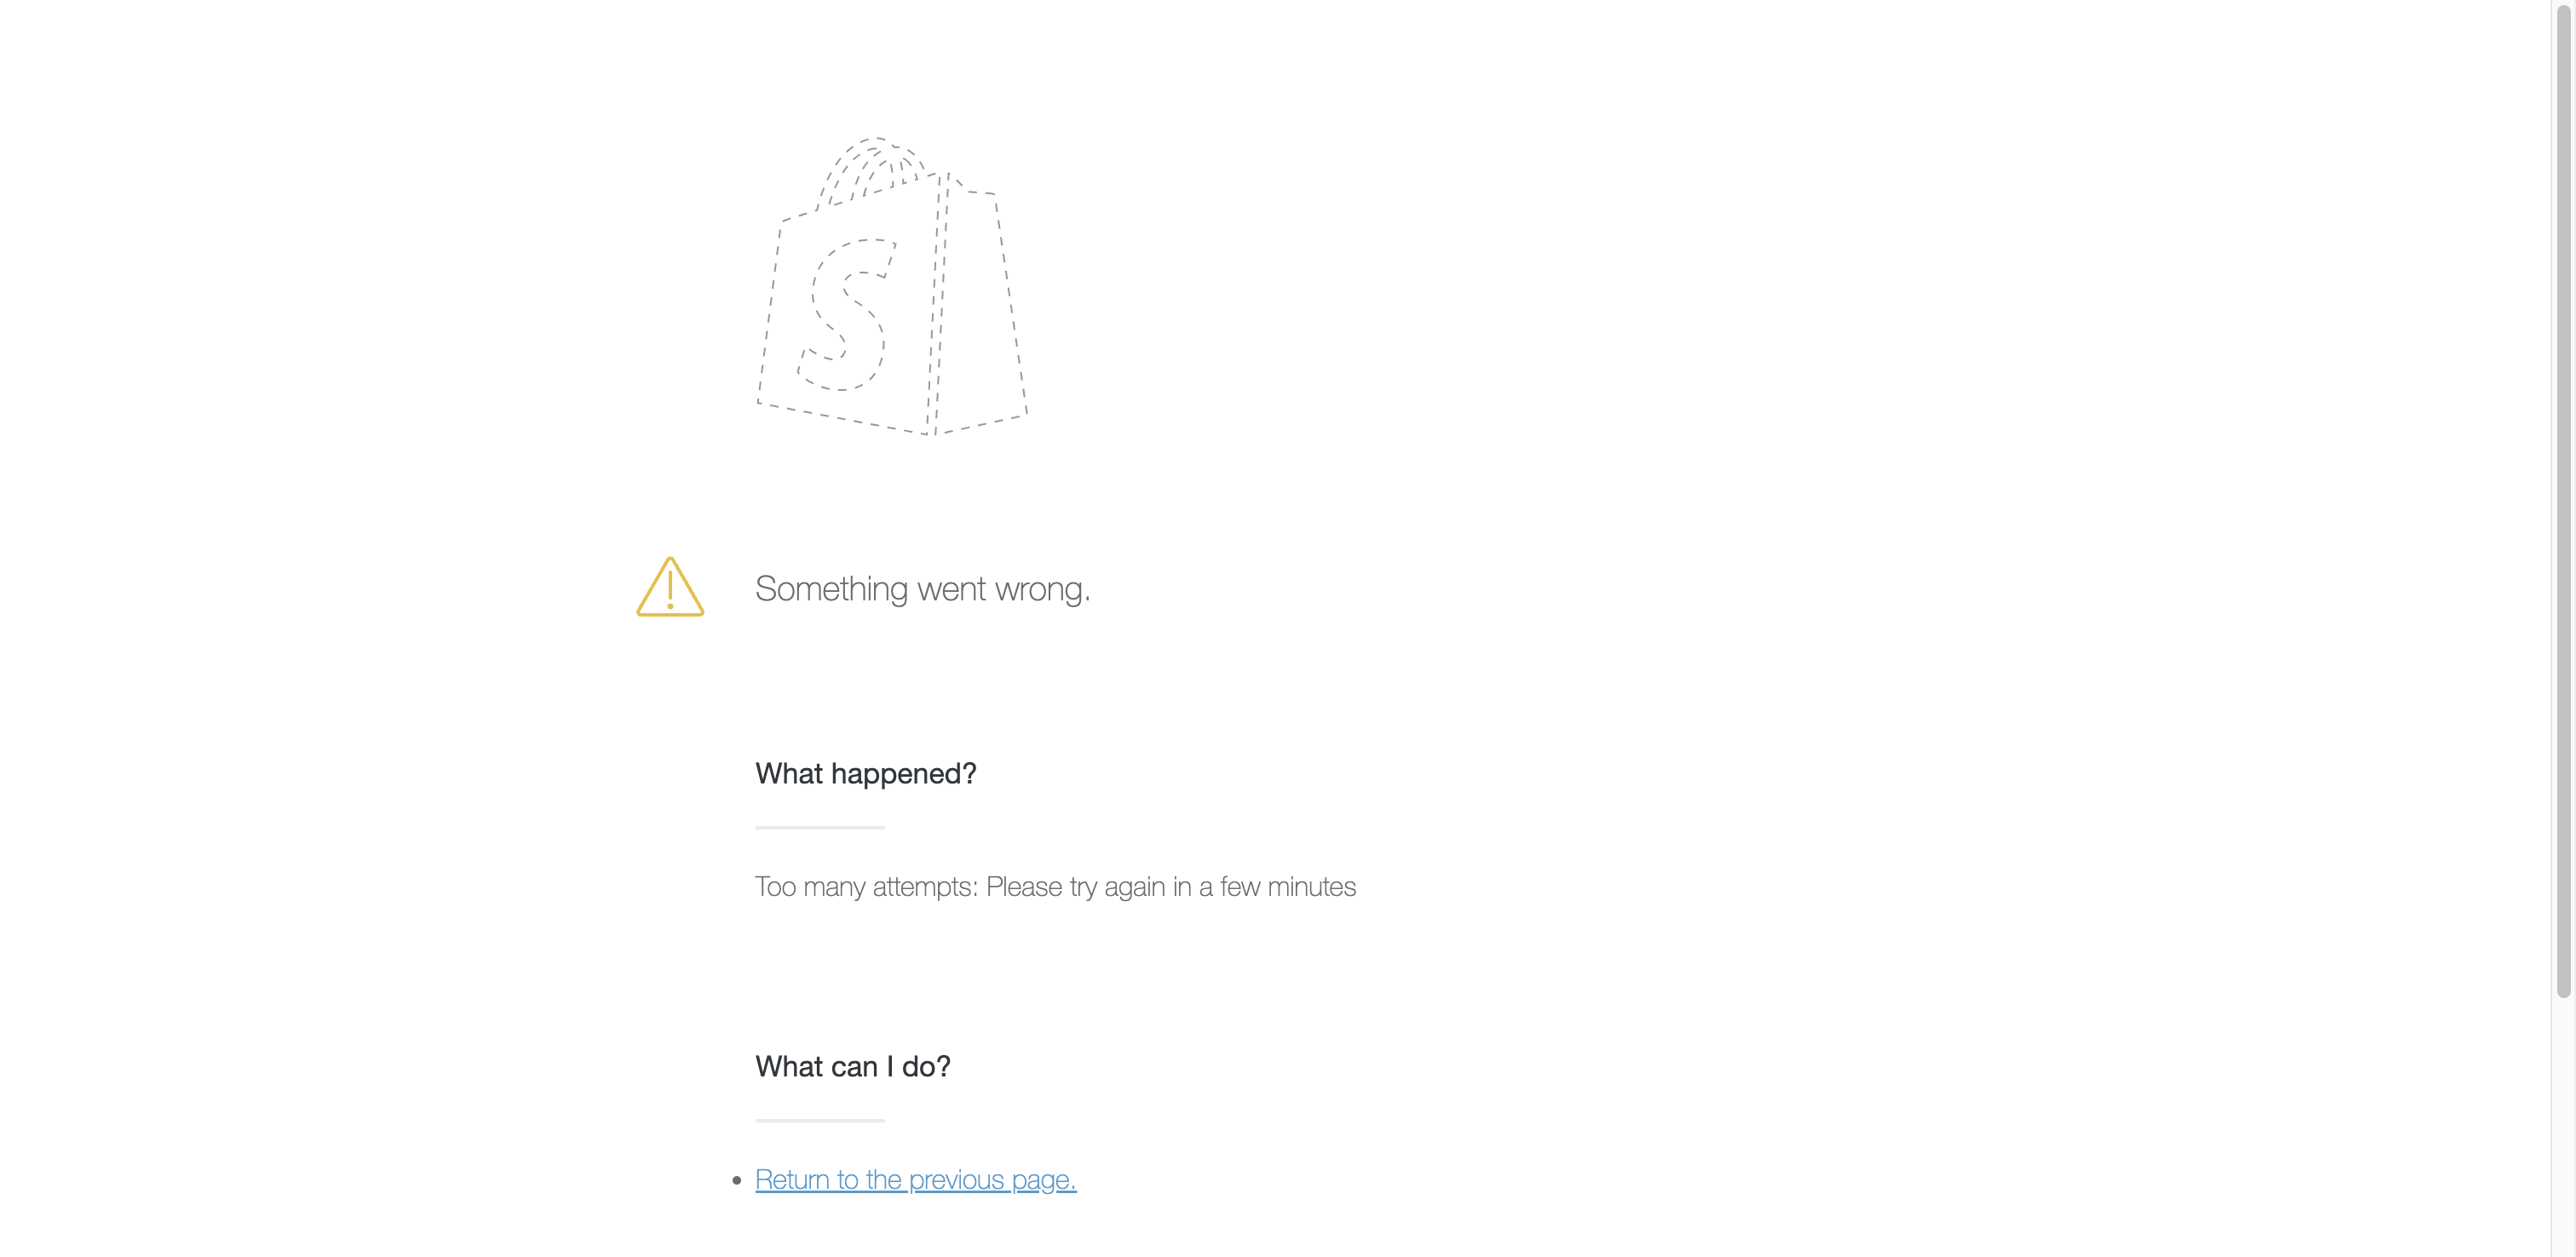 S
Something went wrong.
What happened?
Too many attempts: Please try again in a few minutes
What can I do?
Return to the previous page.